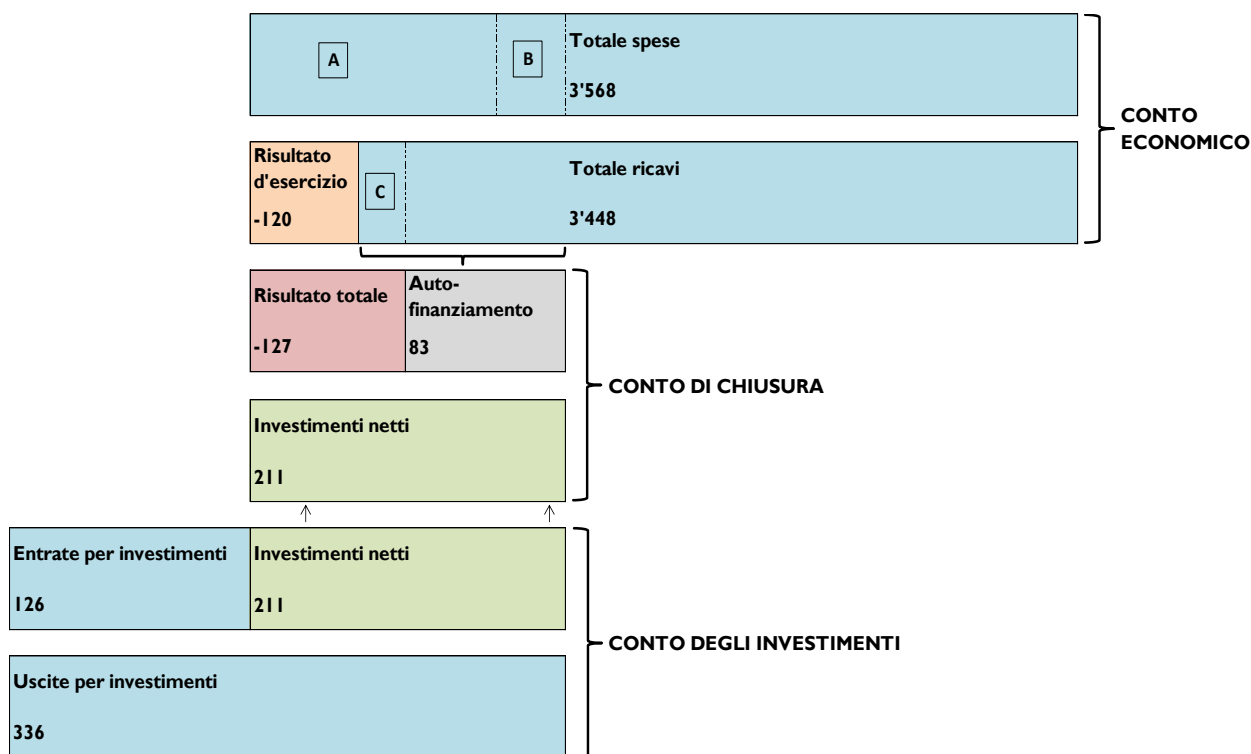 A
B
Totale spese
3'568
CONTO
ECONOMICO
Risultato
d'esercizio
-120
C
Totale ricavi
3'448
Risultato totale
-127
Auto-
finanziamento
83
CONTO DI CHIUSURA
Investimenti netti
211
Entrate per investimenti
126
Investimenti netti
211
CONTO DEGLI INVESTIMENTI
Uscite per investimenti
336